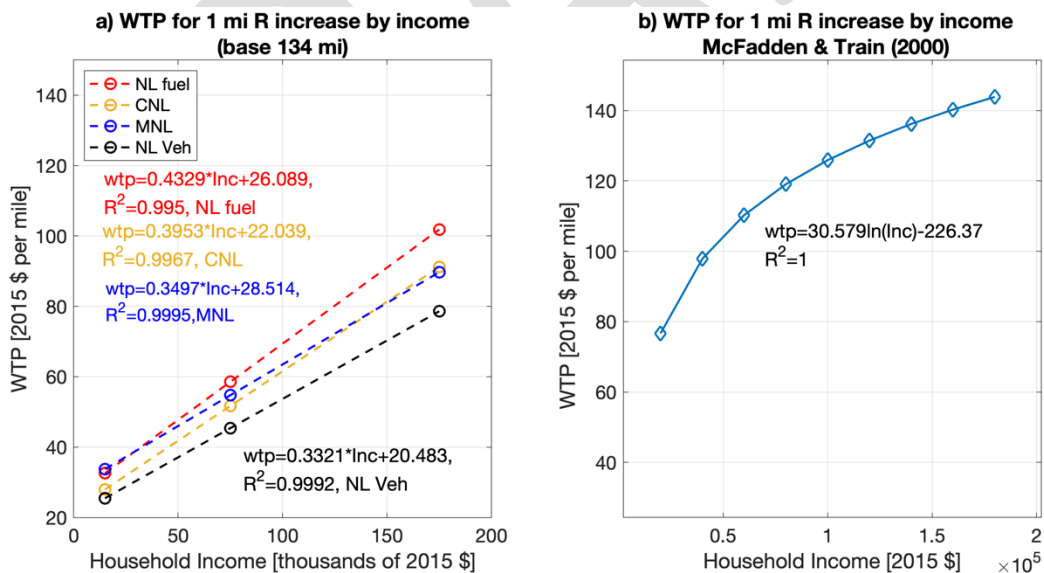 a) WTP for 1 mi R increase by income
(base 134 mi)
NL fuel
CNL
MNL
NL Veh
wtp=0.4329*Inc+26.089,
R²=0.995, NL fuel
wtp=0.3953*Inc+22.039,
R²=0.9967, CNL
wtp=0.3497*Inc+28.514,
R²=0.9995,MNL
wtp=0.3321*Inc+20.483,
R²=0.9992, NL Veh
WTP [2015 $ per mile]
140
120
100
80
60
40
20
0 50 100 150 200
Household Income [thousands of 2015 $]
b) WTP for 1 mi R increase by income
McFadden & Train (2000)
wtp=30.579ln(Inc)-226.37
R²=1
WTP [2015 $ per mile]
140
120
100
80
60
40
0.5 1 1.5 2
Household Income [2015 $]
×10⁵